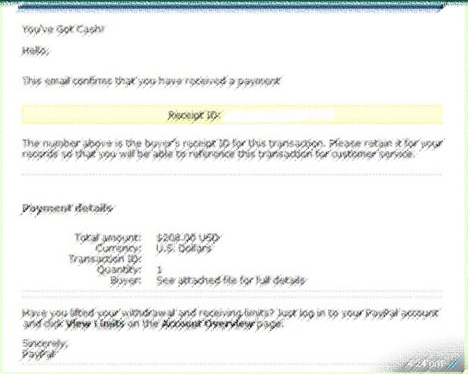 You've Got Cash!
Hello,
This email confirms that you have received a payment
Receipt ID:
The number above is the buyer's receipt ID for this transaction. Please retain it for your
records so that you will be able to reference this transaction for customer service.
Payment details
Total amount: $208.00 USD
Currency: U.S. Dollars
Transaction ID:
Quantity: 1
Buyer: See attached file for full details
Have you lifted your withdrawal and receiving limits? Just log in to your PayPal account
and click View Limits on the Account Overview page.
Sincerely,
PayPal
4:24 pm